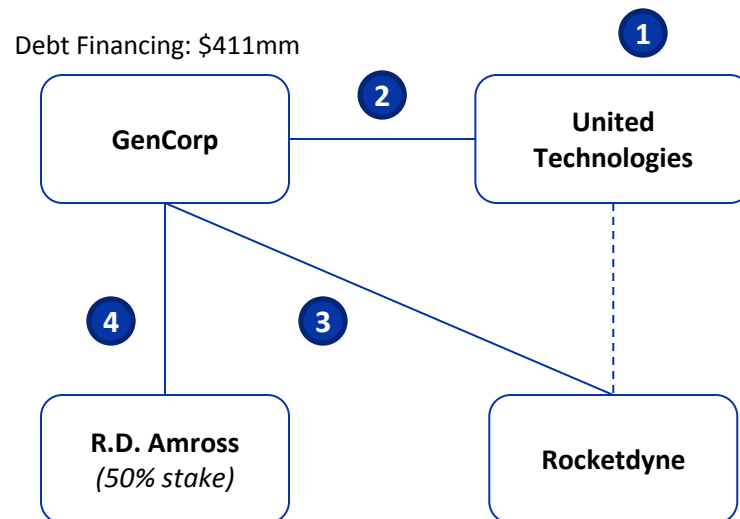 1
Debt Financing: $411mm
2
GenCorp
United
Technologies
4
3
R.D. Amross
(50% stake)
Rocketdyne